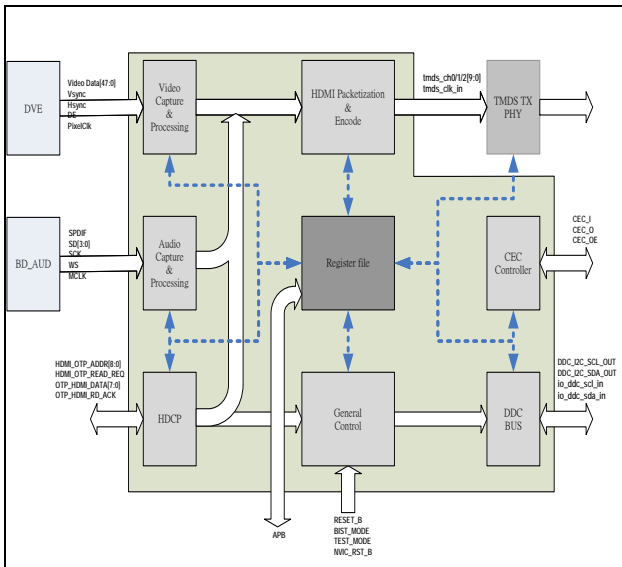 DVE
Video Data[47:0]
Vsync
Hsync
DE
PixelClk
Video
Capture
&
Processing
HDMI Packetization
&
Encode
tmds_ch0/1/2[9:0]
tmds_clk_in
TMDS TX
PHY
BD_AUD
SPDIF
SD[3:0]
SCK
WS
MCLK
Audio
Capture
&
Processing
Register file
CEC
Controller
CEC_I
CEC_O
CEC_OE
HDMI_OTP_ADDR[8:0]
HDMI_OTP_READ_REQ
OTP_HDMI_DATA[7:0]
OTP_HDMI_RD_ACK
HDCP
General
Control
DDC
BUS
DDC_I2C_SCL_OUT
DDC_I2C_SDA_OUT
io_ddc_scl_in
io_ddc_sda_in
APB
RESET_B
BIST_MODE
TEST_MODE
NVIC_RST_B